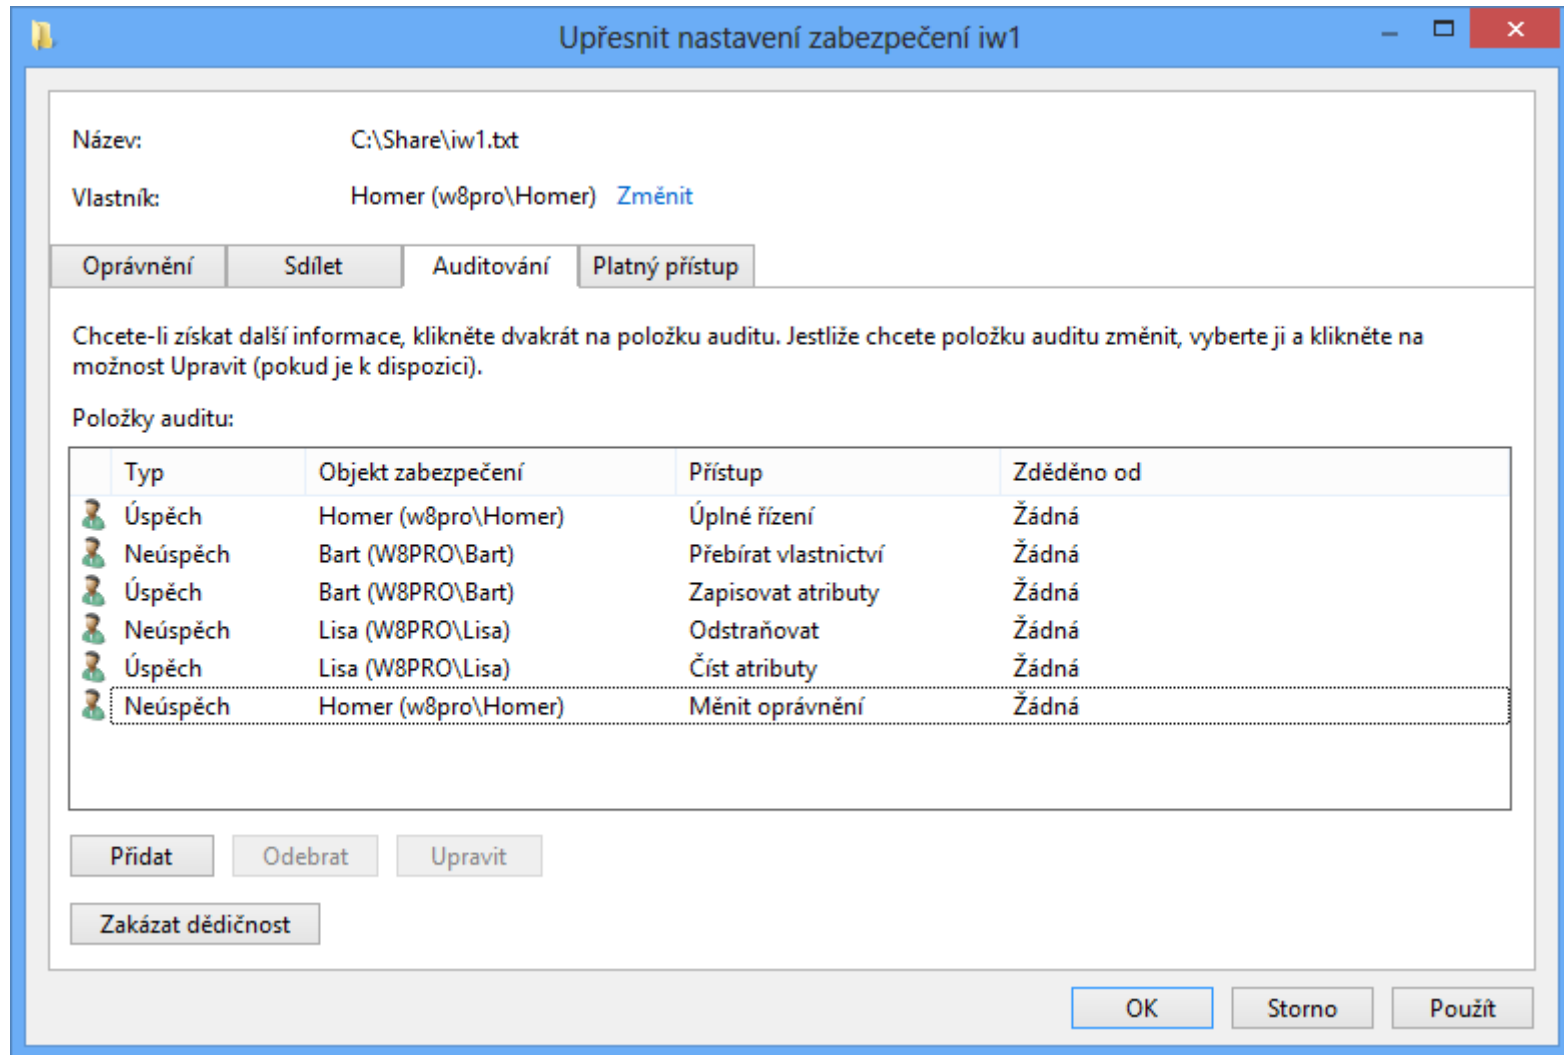 Upřesnit nastavení zabezpečení iw1
Název: C:\Share\iw1.txt
Vlastník: Homer (w8pro\Homer) Změnit
Oprávnění Sdílet Auditování Platný přístup
Chcete-li získat další informace, klikněte dvakrát na položku auditu. Jestliže chcete položku auditu změnit, vyberte ji a klikněte na
možnost Upravit (pokud je k dispozici).
Položky auditu:
Typ Objekt zabezpečení Přístup Zděděno od
Úspěch Homer (w8pro\Homer) Úplné řízení Žádná
Neúspěch Bart (W8PRO\Bart) Přebírat vlastnictví Žádná
Úspěch Bart (W8PRO\Bart) Zapisovat atributy Žádná
Neúspěch Lisa (W8PRO\Lisa) Odstraňovat Žádná
Úspěch Lisa (W8PRO\Lisa) Číst atributy Žádná
Neúspěch Homer (w8pro\Homer) Měnit oprávnění Žádná
Přidat Odebrat Upravit
Zakázat dědičnost
OK Storno Použít